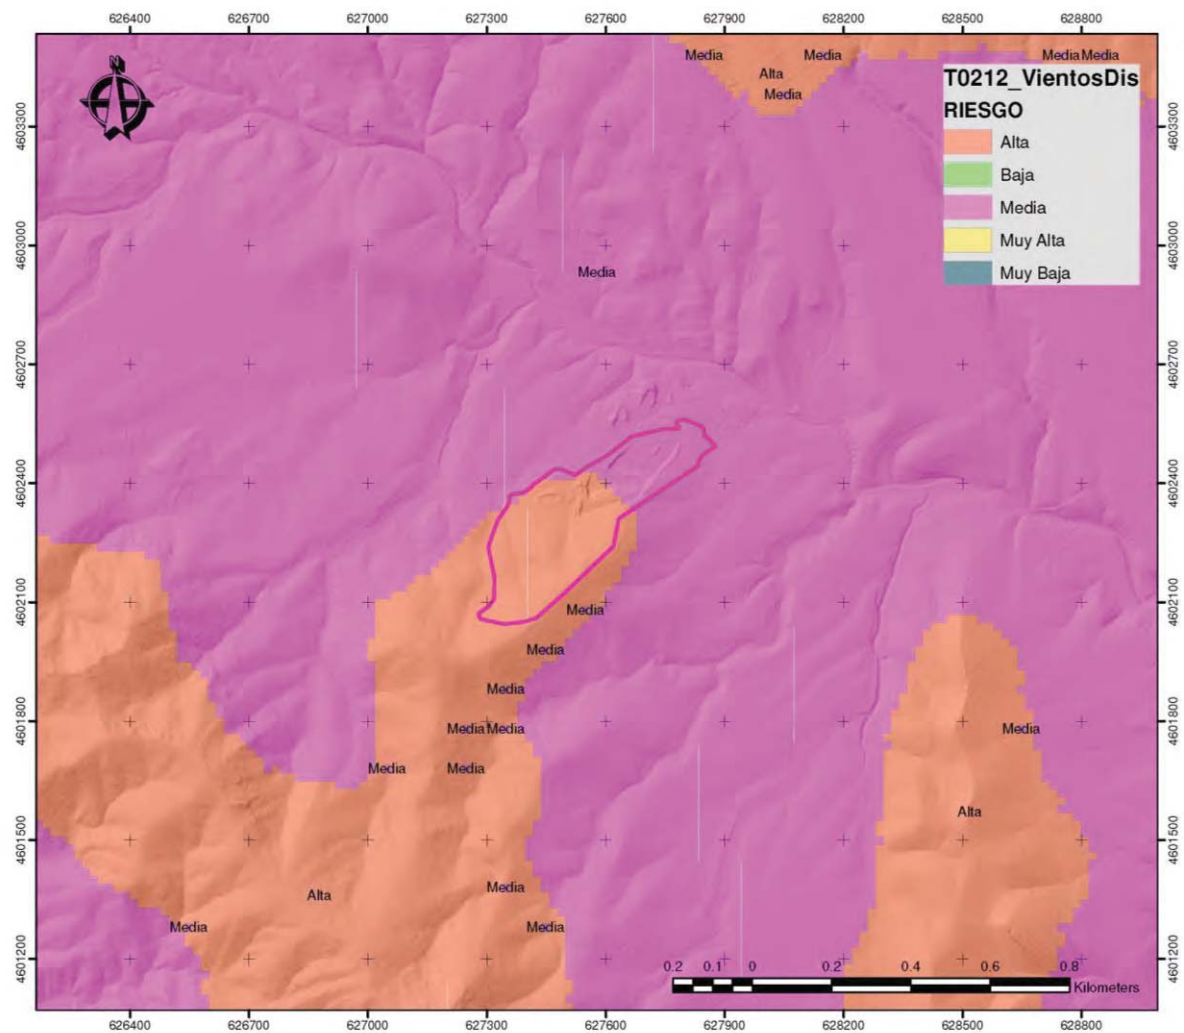 626400 626700 627000 627300 627600 627900 628200 628500 628800
Media Media Media Media
Alta
Media
T0212_VientosDis
RIESGO
Alta
Baja
Media
Muy Alta
Muy Baja
N
4603300 4603300
4603000 4603000
Media
4602700 4602700
4602400 4602400
4602100 4602100
Media
Media
Media
4601800 Media Media Media 4601800
Media Media
Alta
4601500 4601500
Media
Alta
Media Media
4601200 4601200
0.2 0.1 0 0.2 0.4 0.6 0.8
Kilometers
626400 626700 627000 627300 627600 627900 628200 628500 628800